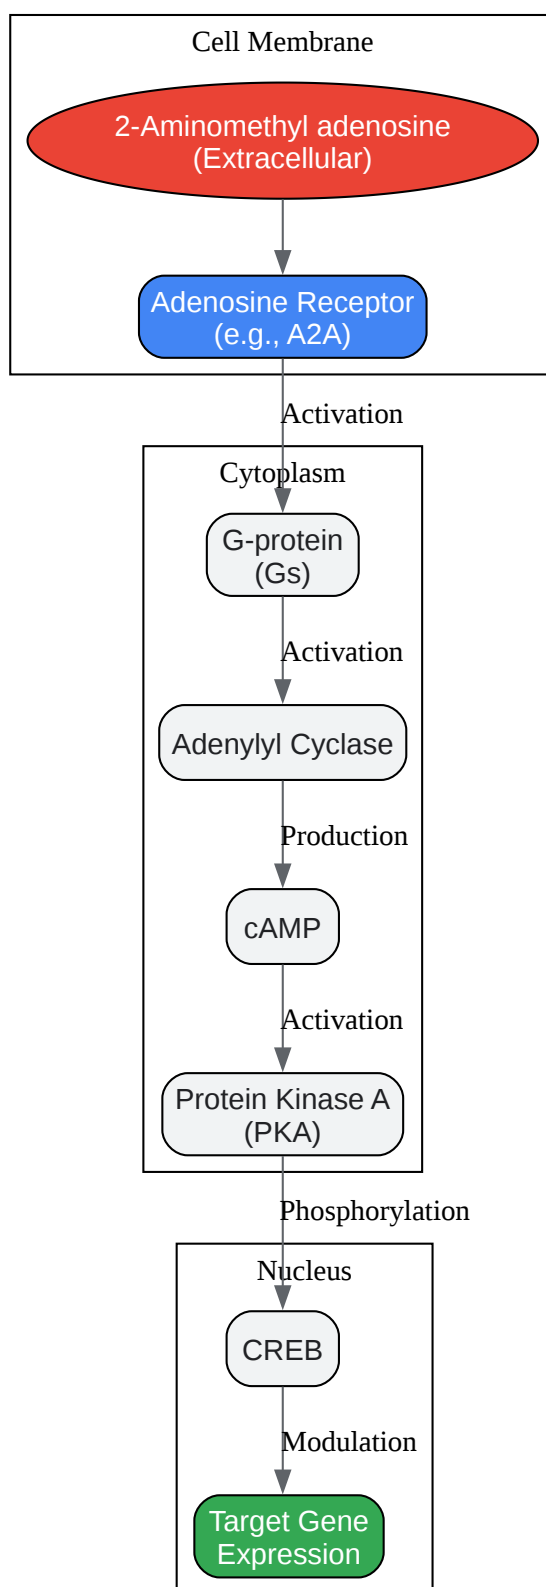 Cell Membrane
2-Aminomethyl adenosine
(Extracellular)
Adenosine Receptor
(e.g., A2A)
Activation
Cytoplasm
G-protein
(Gs)
Activation
Adenylyl Cyclase
Production
cAMP
Activation
Protein Kinase A
(PKA)
Phosphorylation
Nucleus
CREB
Modulation
Target Gene
Expression